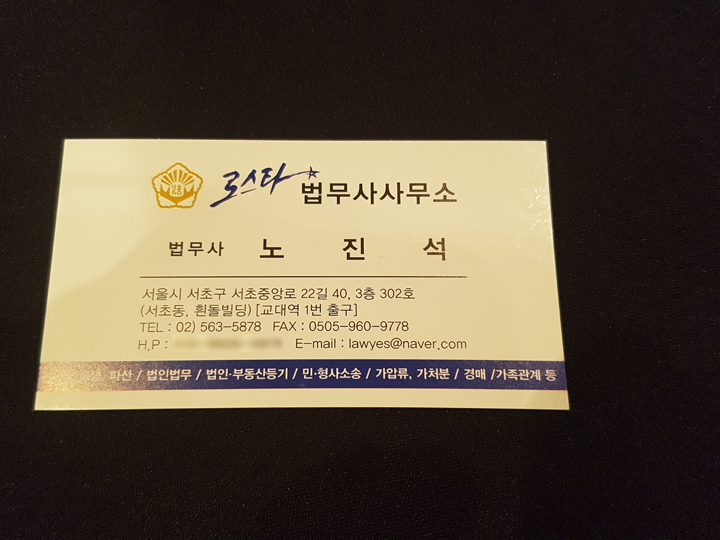 로스타 법무사사무소
법무사 노 진 석
서울시 서초구 서초중앙로 22길 40, 3층 302호
(서초동, 흰돌빌딩) [교대역 1번 출구]
TEL : 02) 563-5878 FAX : 0505-960-9778
H.P : E-mail : lawyes@naver.com
파산 / 법인법무 / 법인·부동산등기 / 민·형사소송 / 가압류, 가처분 / 경매 /가족관계 등